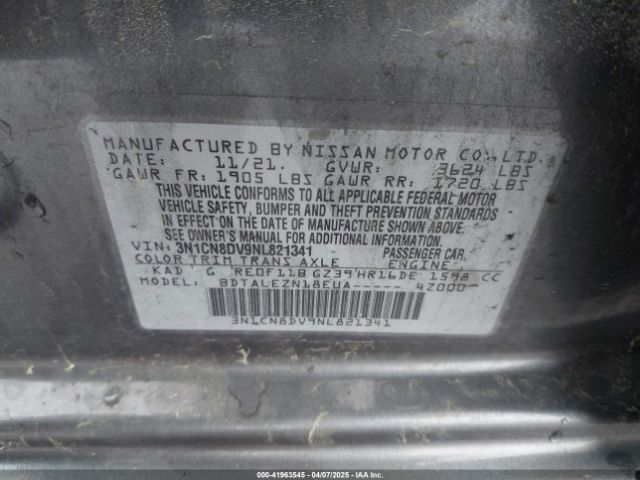 MANUFACTURED BY NISSAN MOTOR CO., LTD.
DATE: 11/21. GVWR: 3624 LBS
GAWR FR: 1905 LBS GAWR RR: 1720 LBS
THIS VEHICLE CONFORMS TO ALL APPLICABLE FEDERAL MOTOR
VEHICLE SAFETY, BUMPER AND THEFT PREVENTION STANDARDS
IN EFFECT ON THE DATE OF MANUFACTURE SHOWN ABOVE.
SEE OWNER'S MANUAL FOR ADDITIONAL INFORMATION.
VIN: 3N1CN8DV9NL821341 PASSENGER CAR.
COLOR TRIM TRANS AXLE ENGINE
KAD G RE0F11B GZ39 HR16DE 1598 CC
MODEL: BDTALEZN18EUA----- 4Z000-
3N1CN8DV9NL821341
000-41963545 - 04/07/2025 - IAA Inc.